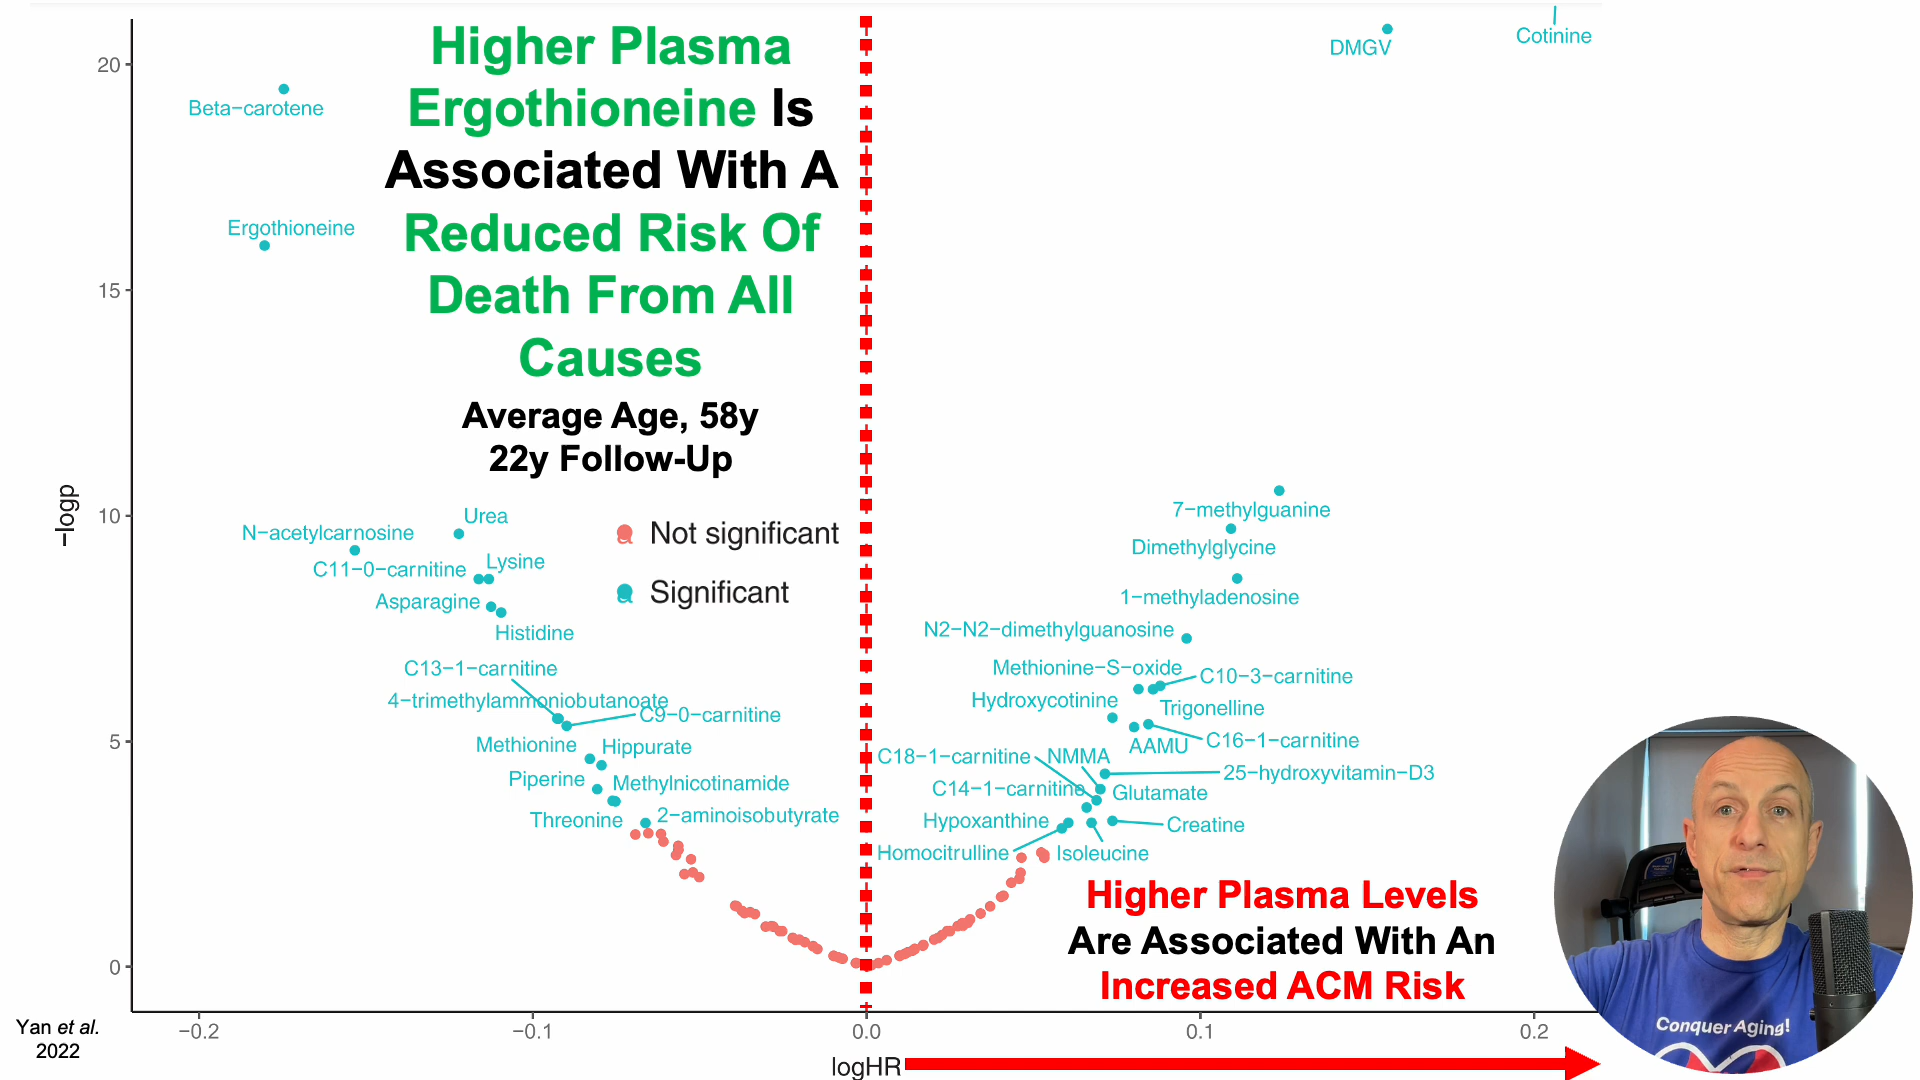 Higher Plasma
Ergothioneine Is
Associated With A
Reduced Risk Of
Death From All
Causes
Average Age, 58y
22y Follow-Up
Cotinine
DMGV
Beta−carotene
Ergothioneine
20
15
10
5
0
−logp
Urea
N−acetylcarnosine
Lysine
C11−0−carnitine
Asparagine
Histidine
C13−1−carnitine
4−trimethylammoniobutanoate
C9−0−carnitine
Methionine
Hippurate
Piperine
Methylnicotinamide
Threonine
2−aminoisobutyrate
a Not significant
a Significant
7−methylguanine
Dimethylglycine
1−methyladenosine
N2−N2−dimethylguanosine
Methionine−S−oxide
C10−3−carnitine
Hydroxycotinine
Trigonelline
AAMU
C16−1−carnitine
C18−1−carnitine
NMMA
25−hydroxyvitamin−D3
C14−1−carnitine
Glutamate
Hypoxanthine
Creatine
Homocitrulline
Isoleucine
Higher Plasma Levels
Are Associated With An
Increased ACM Risk
−0.2
−0.1
0.0
0.1
0.2
logHR
Yan et al.
2022
Conquer Aging!